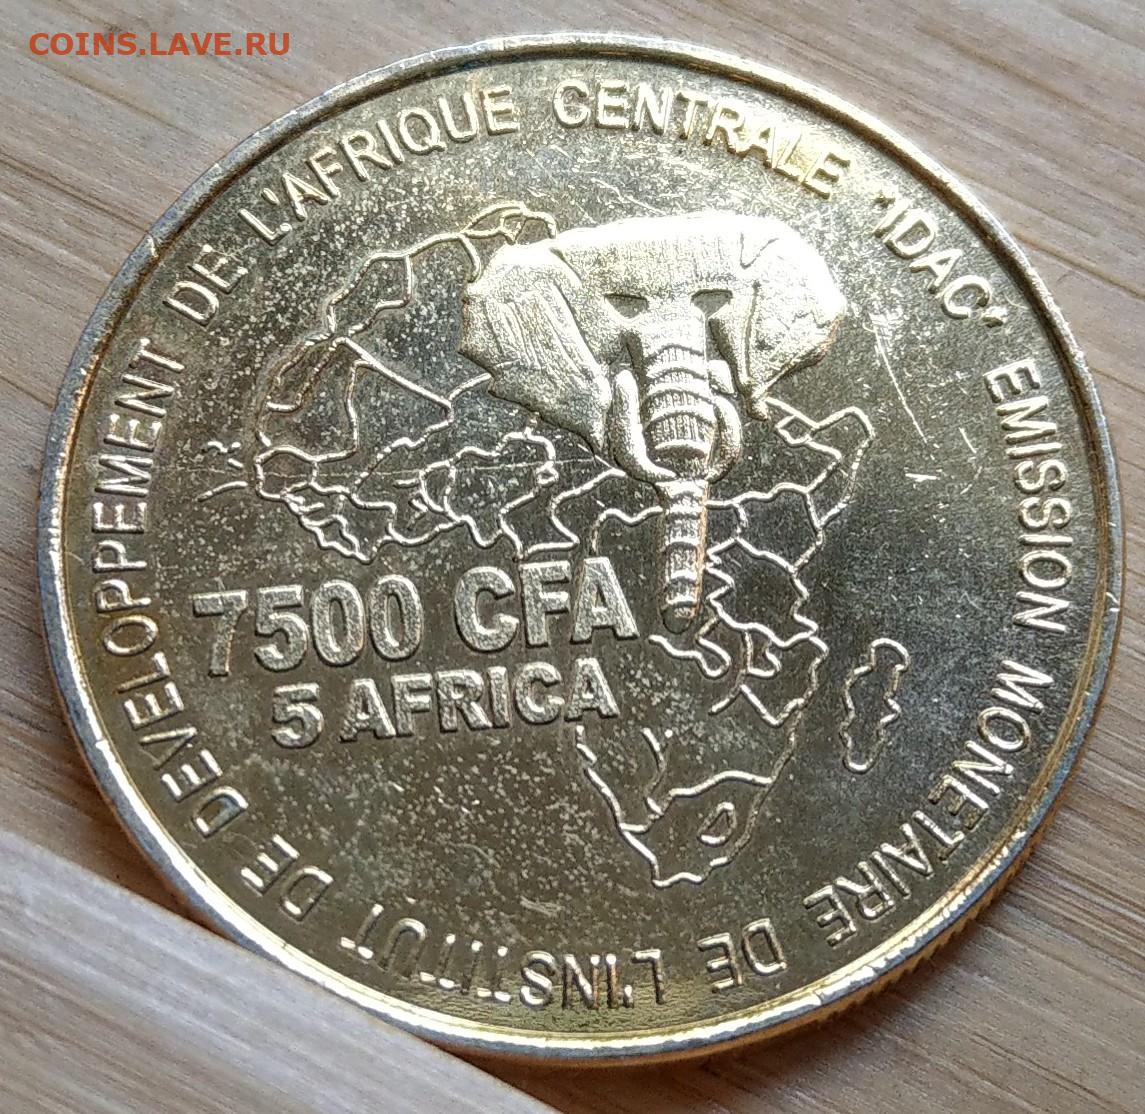 COINS.LAVE.RU
EMISSION MONETAIRE DE L'INSTITUT DE DEVELOPPEMENT DE L'AFRIQUE CENTRALE "IDAC"
7500 CFA
5 AFRICA